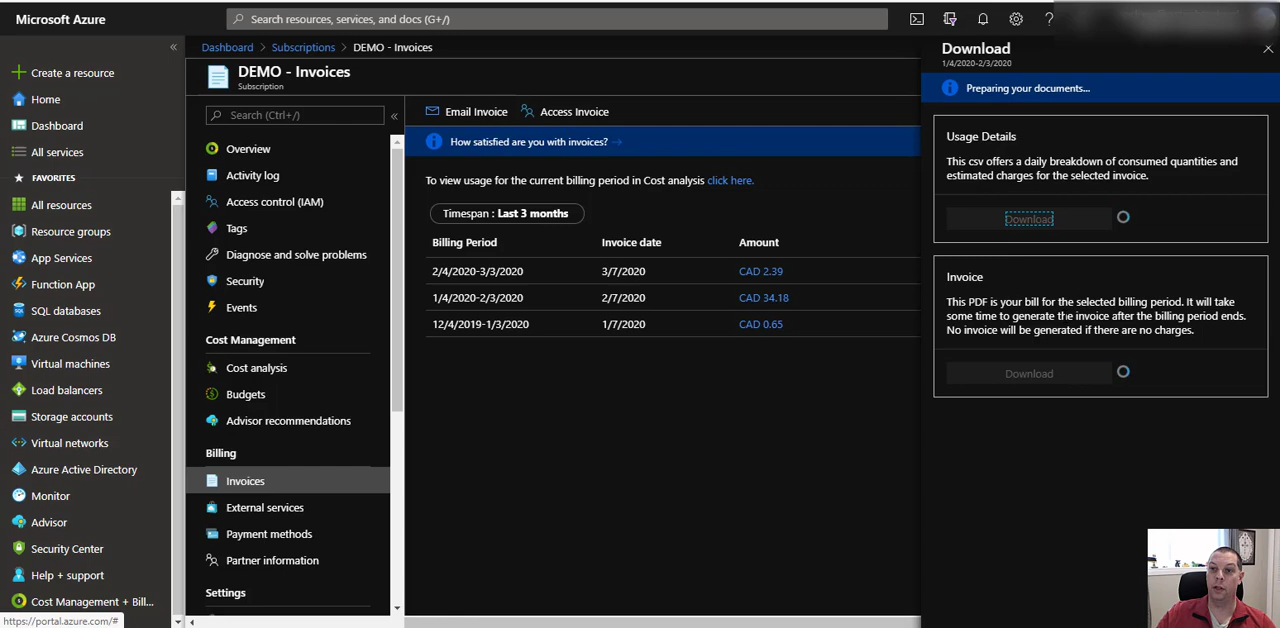 Microsoft Azure
Search resources, services, and docs (G+/)
?
«
Create a resource
Home
Dashboard
All services
FAVORITES
All resources
Resource groups
App Services
Function App
SQL databases
Azure Cosmos DB
Virtual machines
Load balancers
Storage accounts
Virtual networks
Azure Active Directory
Monitor
Advisor
Security Center
Help + support
Cost Management + Bill...
https://portal.azure.com/#
Dashboard > Subscriptions > DEMO - Invoices
DEMO - Invoices
Subscription
Search (Ctrl+/)
«
Overview
Activity log
Access control (IAM)
Tags
Diagnose and solve problems
Security
Events
Cost Management
Cost analysis
Budgets
Advisor recommendations
Billing
Invoices
External services
Payment methods
Partner information
Settings
Email Invoice Access Invoice
How satisfied are you with invoices? →
To view usage for the current billing period in Cost analysis click here.
Timespan : Last 3 months
Billing Period Invoice date Amount
2/4/2020-3/3/2020 3/7/2020 CAD 2.39
1/4/2020-2/3/2020 2/7/2020 CAD 34.18
12/4/2019-1/3/2020 1/7/2020 CAD 0.65
Download
1/4/2020-2/3/2020
Preparing your documents...
Usage Details
This csv offers a daily breakdown of consumed quantities and
estimated charges for the selected invoice.
Download
Invoice
This PDF is your bill for the selected billing period. It will take
some time to generate the invoice after the billing period ends.
No invoice will be generated if there are no charges.
Download